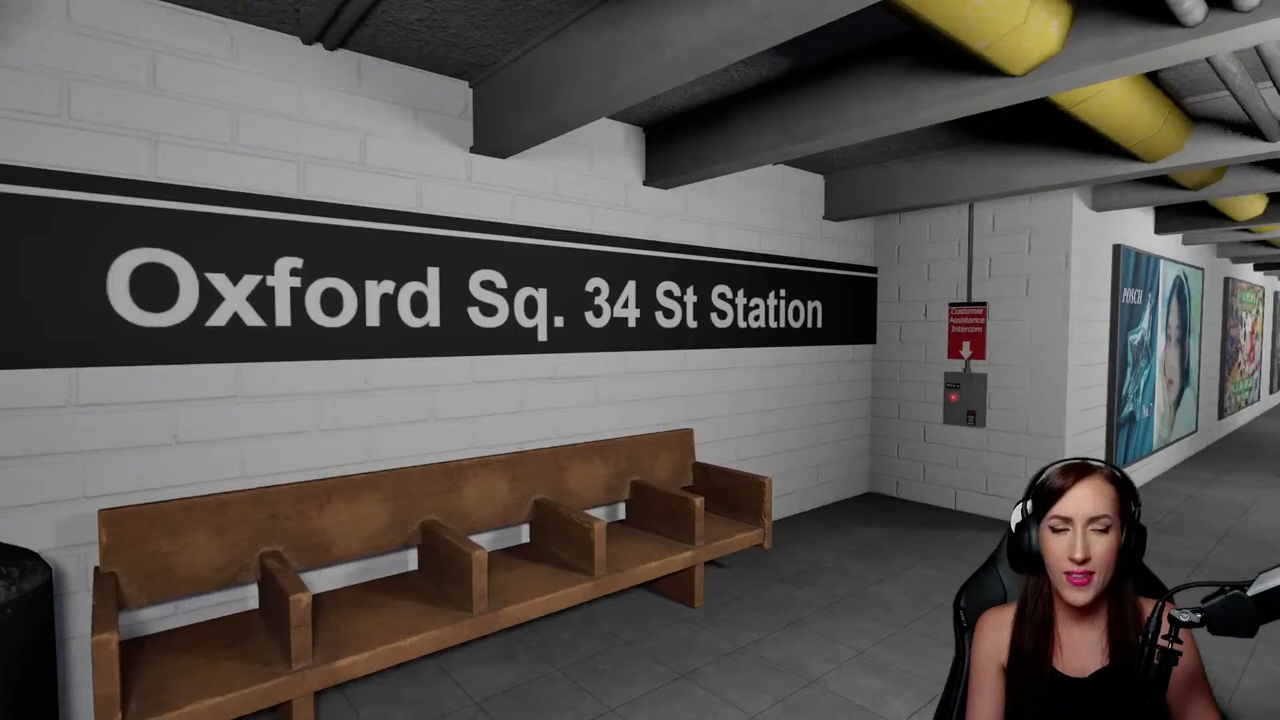 Oxford Sq. 34 St Station
Customer
Assistance
Intercom
POSCH